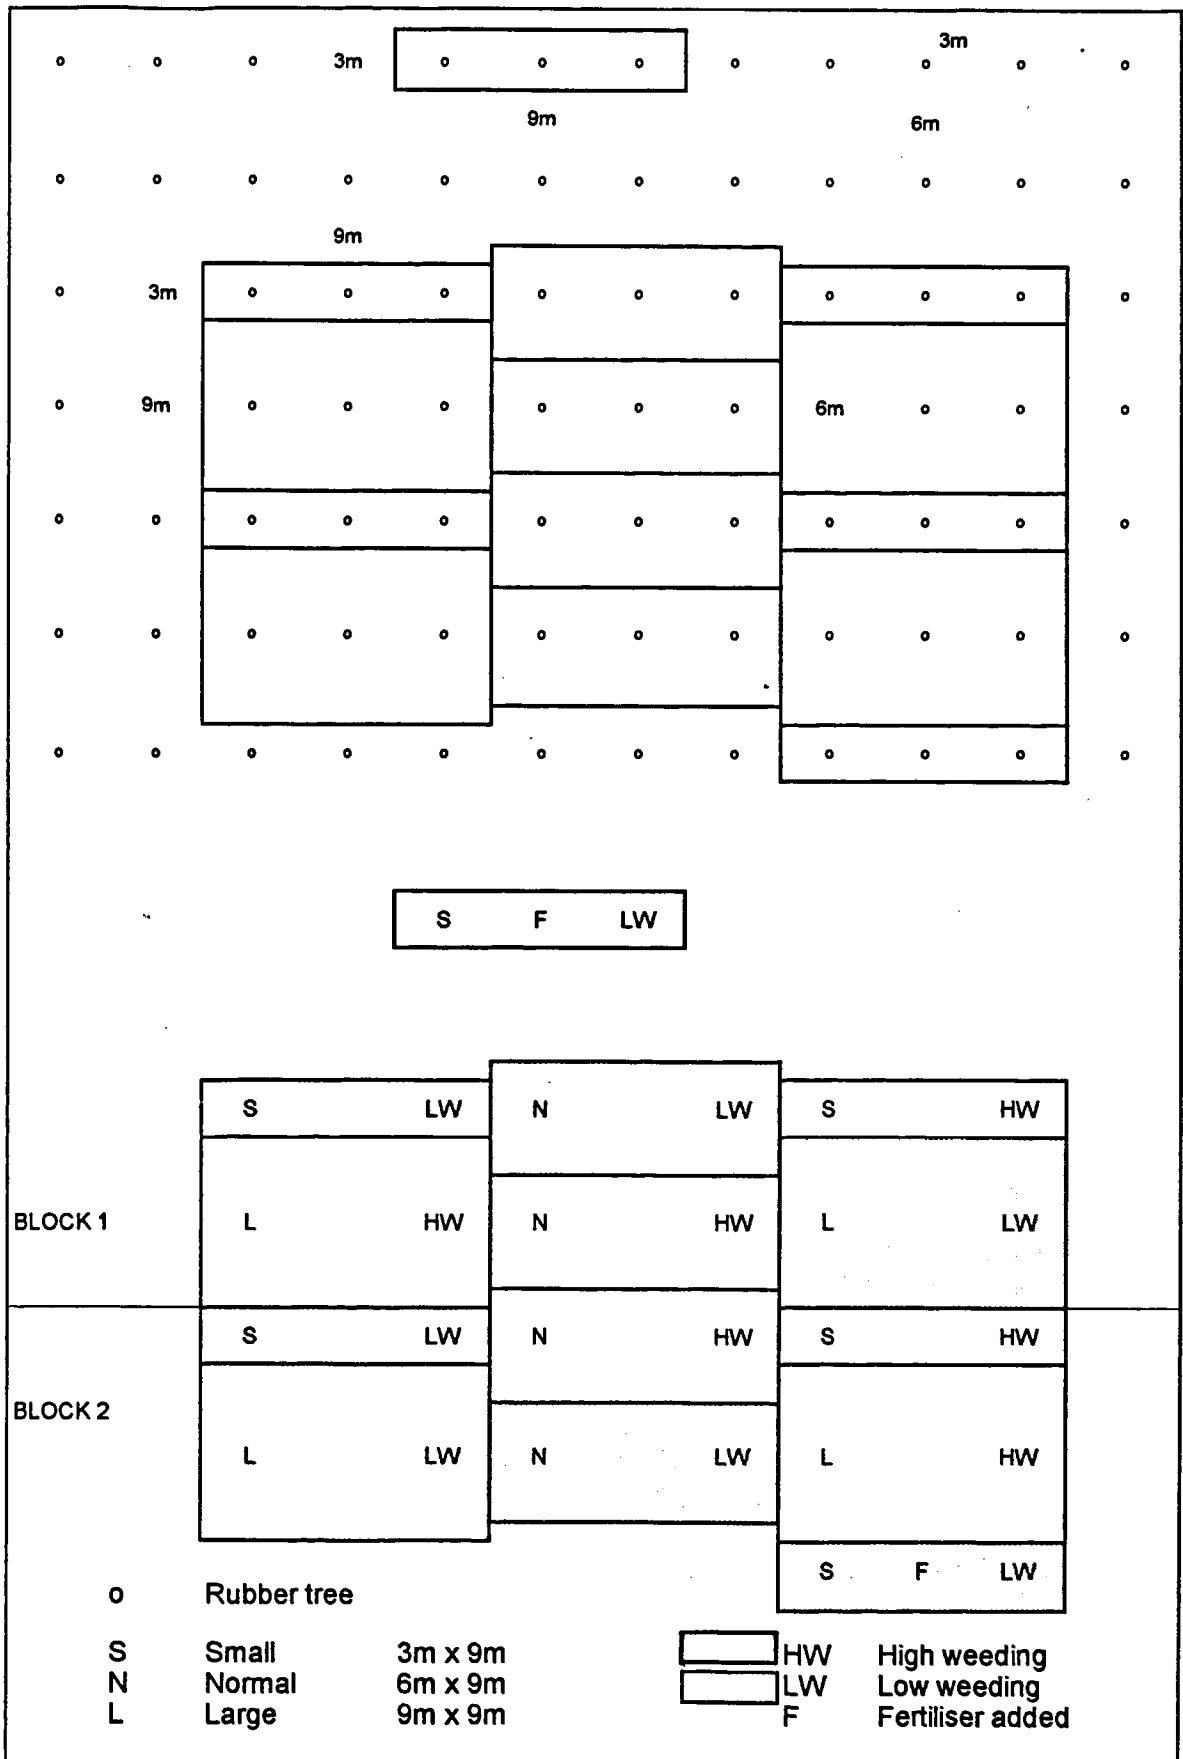 3m 3m
9m 6m
9m
3m
9m 6m
S F LW
S LW N LW S HW
BLOCK 1 L HW N HW L LW
S LW N HW S HW
BLOCK 2
L LW N LW L HW
S F LW
o Rubber tree
S Small 3m x 9m HW High weeding
N Normal 6m x 9m LW Low weeding
L Large 9m x 9m F Fertiliser added